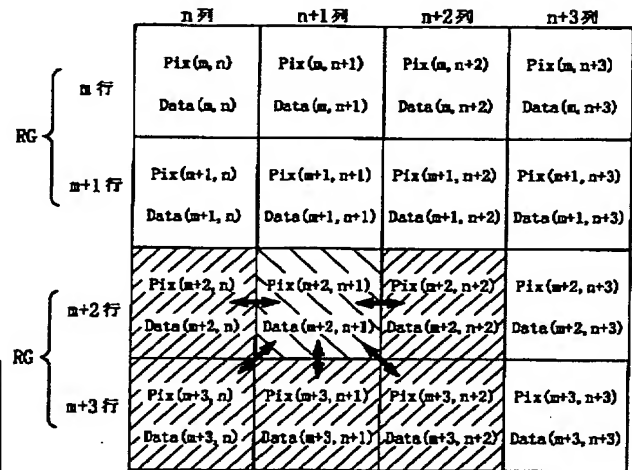 n列 n+1列 n+2列 n+3列
m行 Pix(m,n) Pix(m,n+1) Pix(m,n+2) Pix(m,n+3)
Data(m,n) Data(m,n+1) Data(m,n+2) Data(m,n+3)
RG
m+1行 Pix(m+1,n) Pix(m+1,n+1) Pix(m+1,n+2) Pix(m+1,n+3)
Data(m+1,n) Data(m+1,n+1) Data(m+1,n+2) Data(m+1,n+3)
m+2行 Pix(m+2,n) Pix(m+2,n+1) Pix(m+2,n+2) Pix(m+2,n+3)
Data(m+2,n) Data(m+2,n+1) Data(m+2,n+2) Data(m+2,n+3)
RG
m+3行 Pix(m+3,n) Pix(m+3,n+1) Pix(m+3,n+2) Pix(m+3,n+3)
Data(m+3,n) Data(m+3,n+1) Data(m+3,n+2) Data(m+3,n+3)